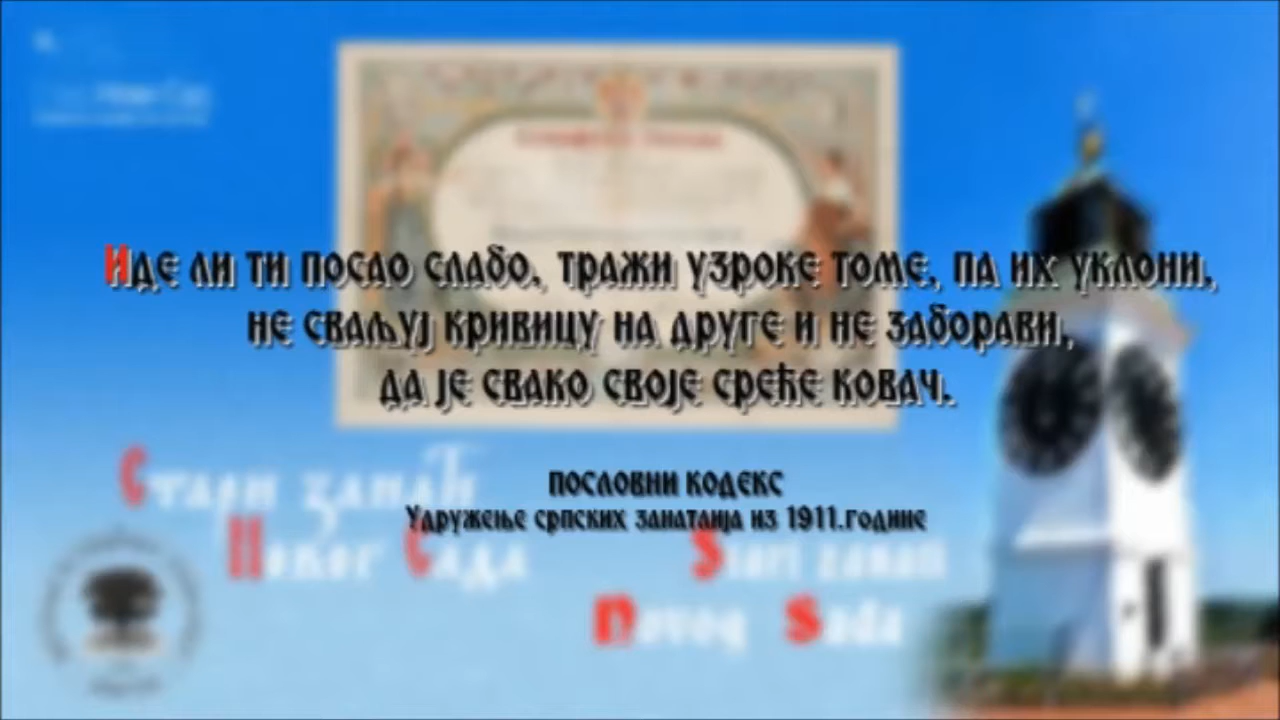 Иде ли ти посао слабо, тражи узроке томе, па их уклони,
не сваљуј кривицу на друге и не заборави,
да је свако своје среће ковач.
пословни кодекс
Удружење српских занатлија из 1911.године
Стари занати
Новог Сада
Stari zanati
Novog Sada